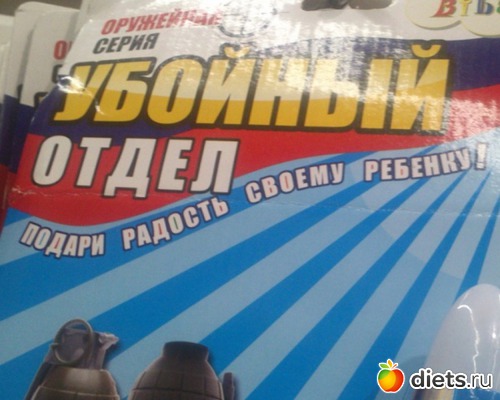 ОРУЖЕЙНАЯ
СЕРИЯ
УБОЙНЫЙ
ОТДЕЛ
ПОДАРИ РАДОСТЬ СВОЕМУ РЕБЕНКУ!
diets.ru